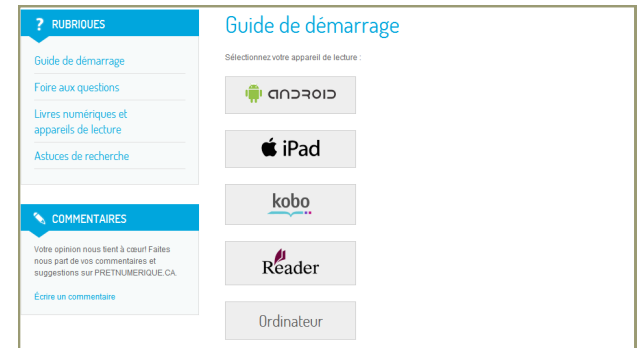 ? RUBRIQUES
Guide de démarrage
Foire aux questions
Livres numériques et
appareils de lecture
Astuces de recherche
COMMENTAIRES
Votre opinion nous tient à cœur! Faites
nous part de vos commentaires et
suggestions sur PRETNUMERIQUE.CA.
Écrire un commentaire
Guide de démarrage
Sélectionnez votre appareil de lecture :
ANDROID
iPad
kobo
Reader
Ordinateur